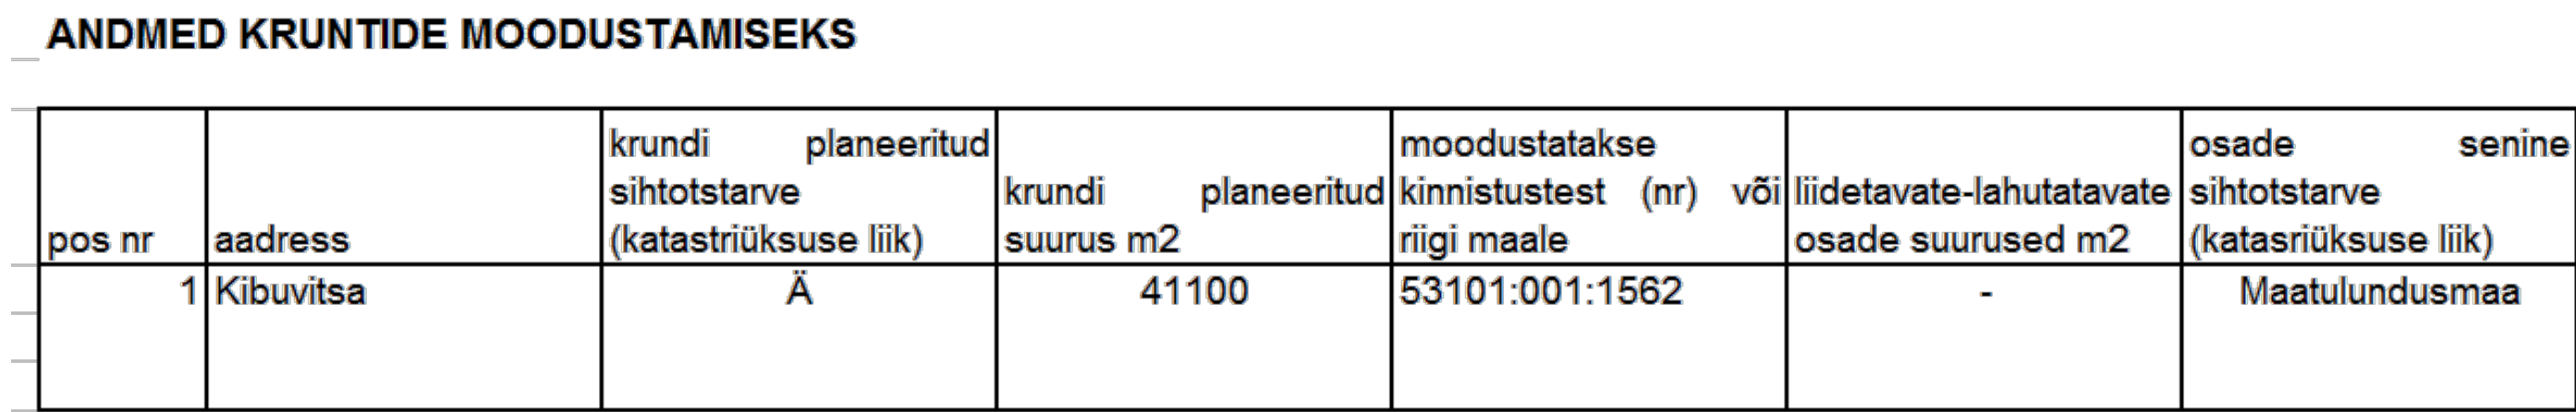 ANDMED KRUNTIDE MOODUSTAMISEKS
pos nr
aadress
krundi planeeritud
sihtotstarve
(katastriüksuse liik)
krundi planeeritud
suurus m2
moodustatakse
kinnistustest (nr) või
riigi maale
liidetavate-lahutatavate
osade suurused m2
osade senine
sihtotstarve
(katasriüksuse liik)
1
Kibuvitsa
Ä
41100
53101:001:1562
-
Maatulundusmaa